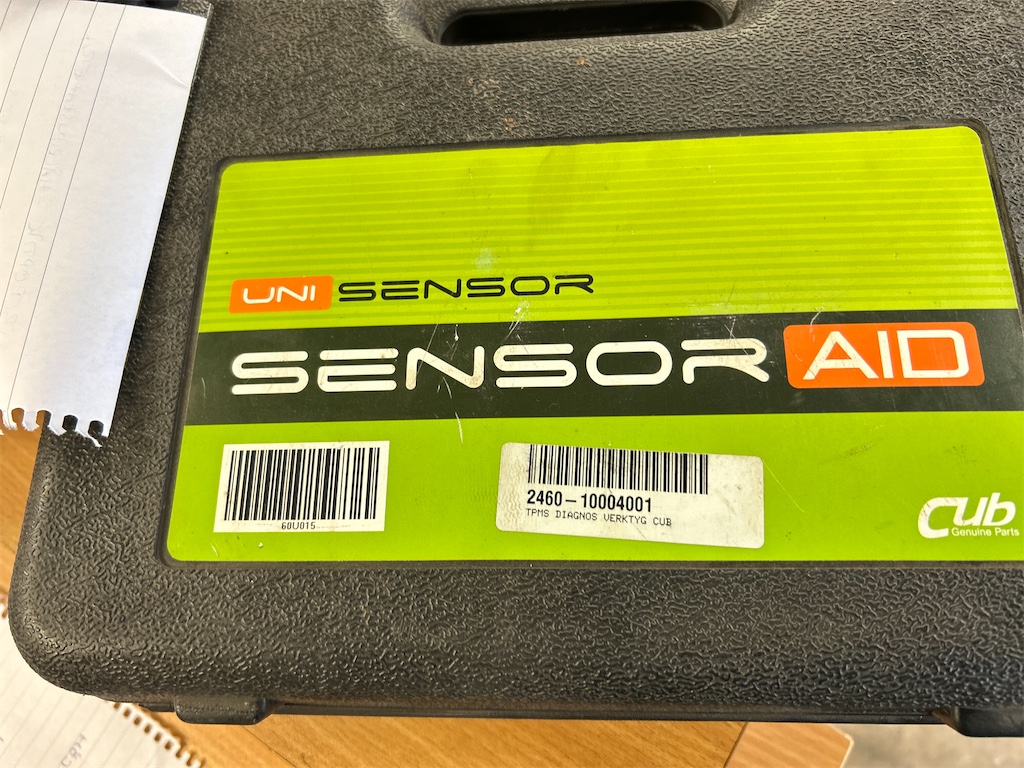 UNI SENSOR
SENSOR AID
60U015
2460-10004001
TPMS DIAGNOS VERKTYG CUB
Cub
Genuine Parts